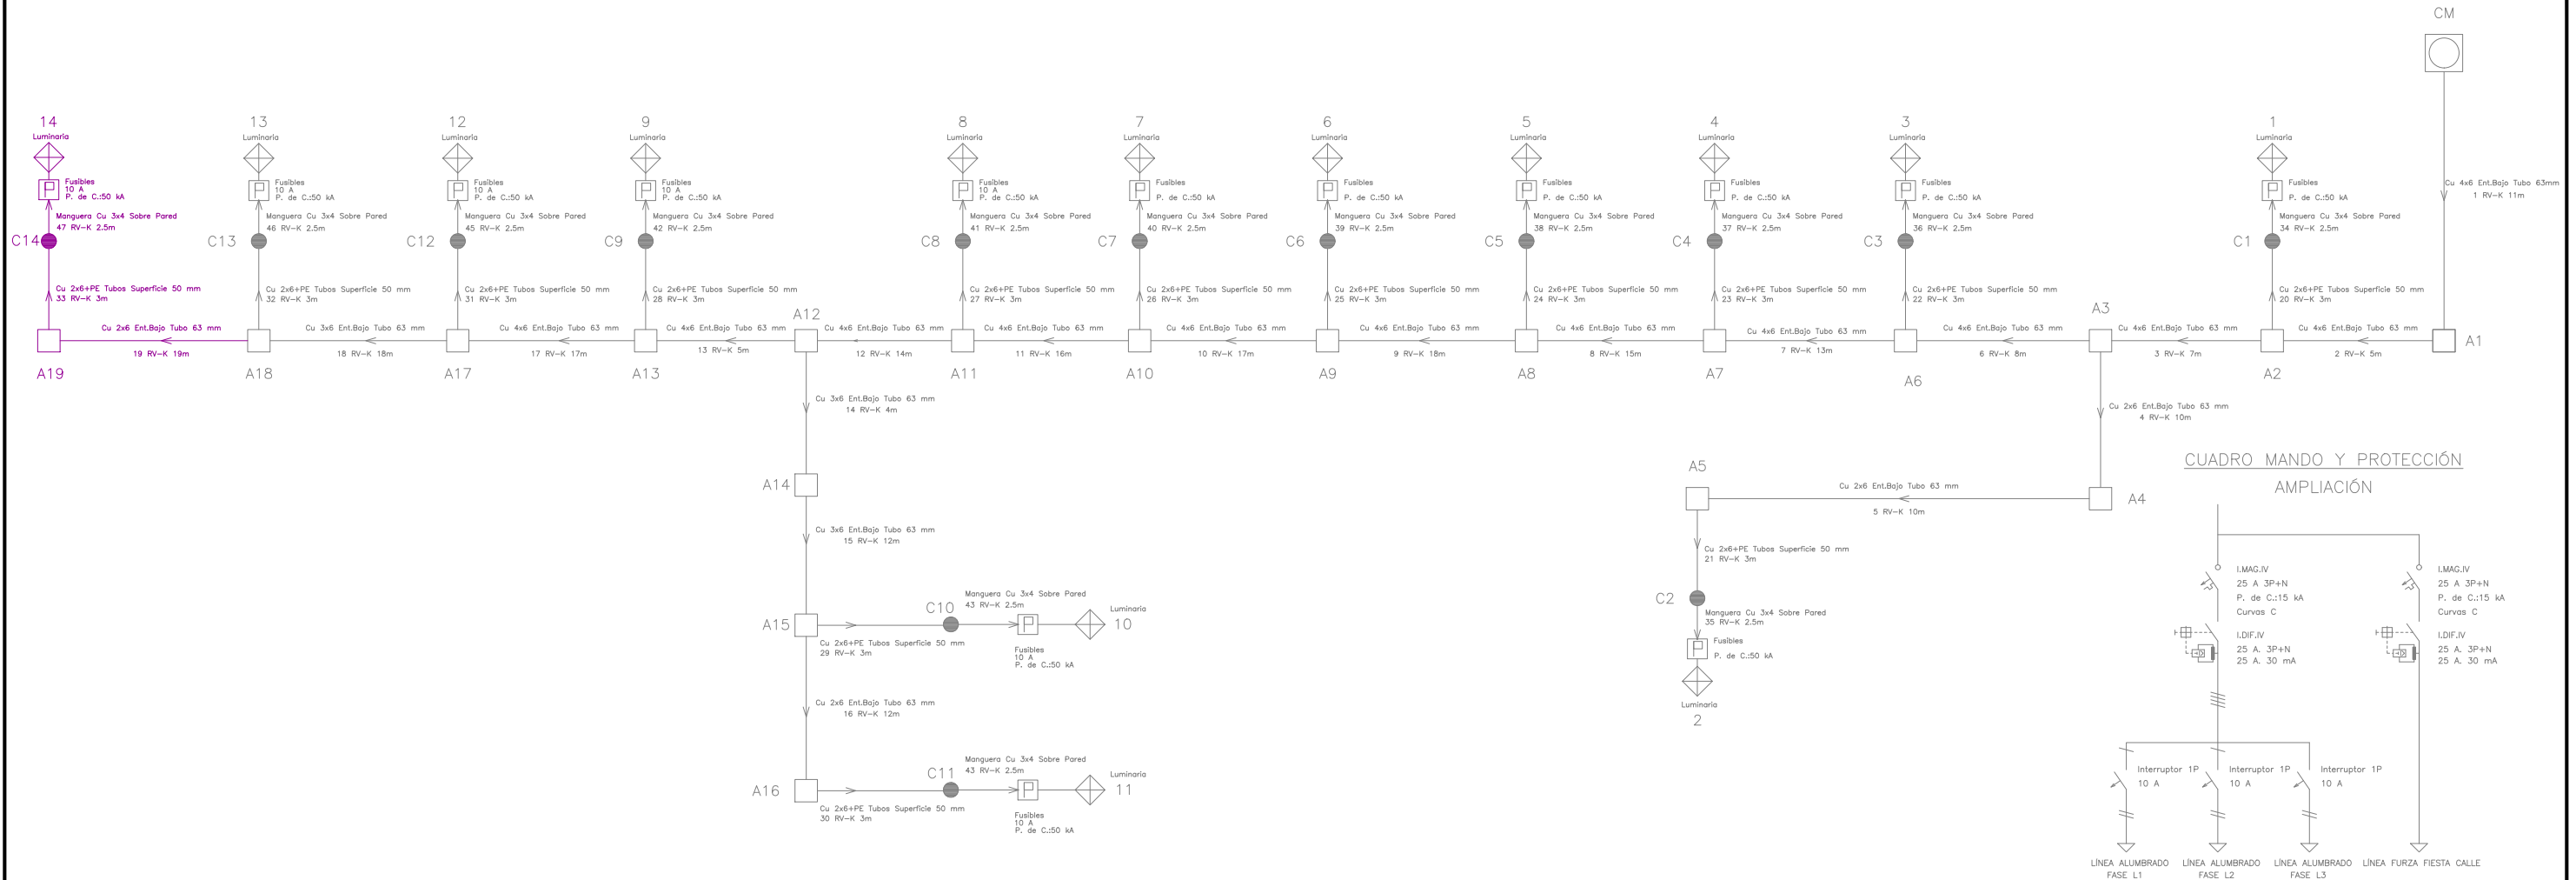 CM
Cu 4x6 Ent.Bajo Tubo 63mm
1 RV-K 11m
14
Luminaria
Fusibles
10 A
P. de C.:50 kA
Manguera Cu 3x4 Sobre Pared
47 RV-K 2.5m
C14
Cu 2x6+PE Tubos Superficie 50 mm
33 RV-K 3m
13
Luminaria
Fusibles
10 A
P. de C.:50 kA
Manguera Cu 3x4 Sobre Pared
46 RV-K 2.5m
C13
Cu 2x6+PE Tubos Superficie 50 mm
32 RV-K 3m
12
Luminaria
Fusibles
10 A
P. de C.:50 kA
Manguera Cu 3x4 Sobre Pared
45 RV-K 2.5m
C12
Cu 2x6+PE Tubos Superficie 50 mm
31 RV-K 3m
9
Luminaria
Fusibles
10 A
P. de C.:50 kA
Manguera Cu 3x4 Sobre Pared
42 RV-K 2.5m
C9
Cu 2x6+PE Tubos Superficie 50 mm
28 RV-K 3m
8
Luminaria
Fusibles
10 A
P. de C.:50 kA
Manguera Cu 3x4 Sobre Pared
41 RV-K 2.5m
C8
Cu 2x6+PE Tubos Superficie 50 mm
27 RV-K 3m
7
Luminaria
Fusibles
P. de C.:50 kA
Manguera Cu 3x4 Sobre Pared
40 RV-K 2.5m
C7
Cu 2x6+PE Tubos Superficie 50 mm
26 RV-K 3m
6
Luminaria
Fusibles
P. de C.:50 kA
Manguera Cu 3x4 Sobre Pared
39 RV-K 2.5m
C6
Cu 2x6+PE Tubos Superficie 50 mm
25 RV-K 3m
5
Luminaria
Fusibles
P. de C.:50 kA
Manguera Cu 3x4 Sobre Pared
38 RV-K 2.5m
C5
Cu 2x6+PE Tubos Superficie 50 mm
24 RV-K 3m
4
Luminaria
Fusibles
P. de C.:50 kA
Manguera Cu 3x4 Sobre Pared
37 RV-K 2.5m
C4
Cu 2x6+PE Tubos Superficie 50 mm
23 RV-K 3m
3
Luminaria
Fusibles
P. de C.:50 kA
Manguera Cu 3x4 Sobre Pared
36 RV-K 2.5m
C3
Cu 2x6+PE Tubos Superficie 50 mm
22 RV-K 3m
1
Luminaria
Fusibles
P. de C.:50 kA
Manguera Cu 3x4 Sobre Pared
34 RV-K 2.5m
C1
Cu 2x6+PE Tubos Superficie 50 mm
20 RV-K 3m
Cu 2x6 Ent.Bajo Tubo 63 mm
19 RV-K 19m
A19
Cu 3x6 Ent.Bajo Tubo 63 mm
18 RV-K 18m
A18
Cu 4x6 Ent.Bajo Tubo 63 mm
17 RV-K 17m
A17
Cu 4x6 Ent.Bajo Tubo 63 mm
13 RV-K 5m
A13
A12
Cu 4x6 Ent.Bajo Tubo 63 mm
12 RV-K 14m
A11
Cu 4x6 Ent.Bajo Tubo 63 mm
11 RV-K 16m
A10
Cu 4x6 Ent.Bajo Tubo 63 mm
10 RV-K 17m
A9
Cu 4x6 Ent.Bajo Tubo 63 mm
9 RV-K 18m
A8
Cu 4x6 Ent.Bajo Tubo 63 mm
8 RV-K 15m
A7
Cu 4x6 Ent.Bajo Tubo 63 mm
7 RV-K 13m
A6
Cu 4x6 Ent.Bajo Tubo 63 mm
6 RV-K 8m
A3
Cu 4x6 Ent.Bajo Tubo 63 mm
3 RV-K 7m
A2
Cu 4x6 Ent.Bajo Tubo 63 mm
2 RV-K 5m
A1
Cu 3x6 Ent.Bajo Tubo 63 mm
14 RV-K 4m
A14
Cu 3x6 Ent.Bajo Tubo 63 mm
15 RV-K 12m
A15
Cu 2x6+PE Tubos Superficie 50 mm
29 RV-K 3m
C10
Manguera Cu 3x4 Sobre Pared
43 RV-K 2.5m
Fusibles
10 A
P. de C.:50 kA
Luminaria
10
Cu 2x6 Ent.Bajo Tubo 63 mm
16 RV-K 12m
A16
Cu 2x6+PE Tubos Superficie 50 mm
30 RV-K 3m
C11
Manguera Cu 3x4 Sobre Pared
43 RV-K 2.5m
Fusibles
10 A
P. de C.:50 kA
Luminaria
11
Cu 2x6 Ent.Bajo Tubo 63 mm
4 RV-K 10m
A4
Cu 2x6 Ent.Bajo Tubo 63 mm
5 RV-K 10m
A5
Cu 2x6+PE Tubos Superficie 50 mm
21 RV-K 3m
C2
Manguera Cu 3x4 Sobre Pared
35 RV-K 2.5m
Fusibles
P. de C.:50 kA
Luminaria
2
CUADRO MANDO Y PROTECCIÓN
AMPLIACIÓN
I.MAG.IV
25 A 3P+N
P. de C.:15 kA
Curvas C
I.DIF.IV
25 A. 3P+N
25 A. 30 mA
I.MAG.IV
25 A 3P+N
P. de C.:15 kA
Curvas C
I.DIF.IV
25 A. 3P+N
25 A. 30 mA
Interruptor 1P
10 A
Interruptor 1P
10 A
Interruptor 1P
10 A
LÍNEA ALUMBRADO
FASE L1
LÍNEA ALUMBRADO
FASE L2
LÍNEA ALUMBRADO
FASE L3
LÍNEA FURZA FIESTA CALLE